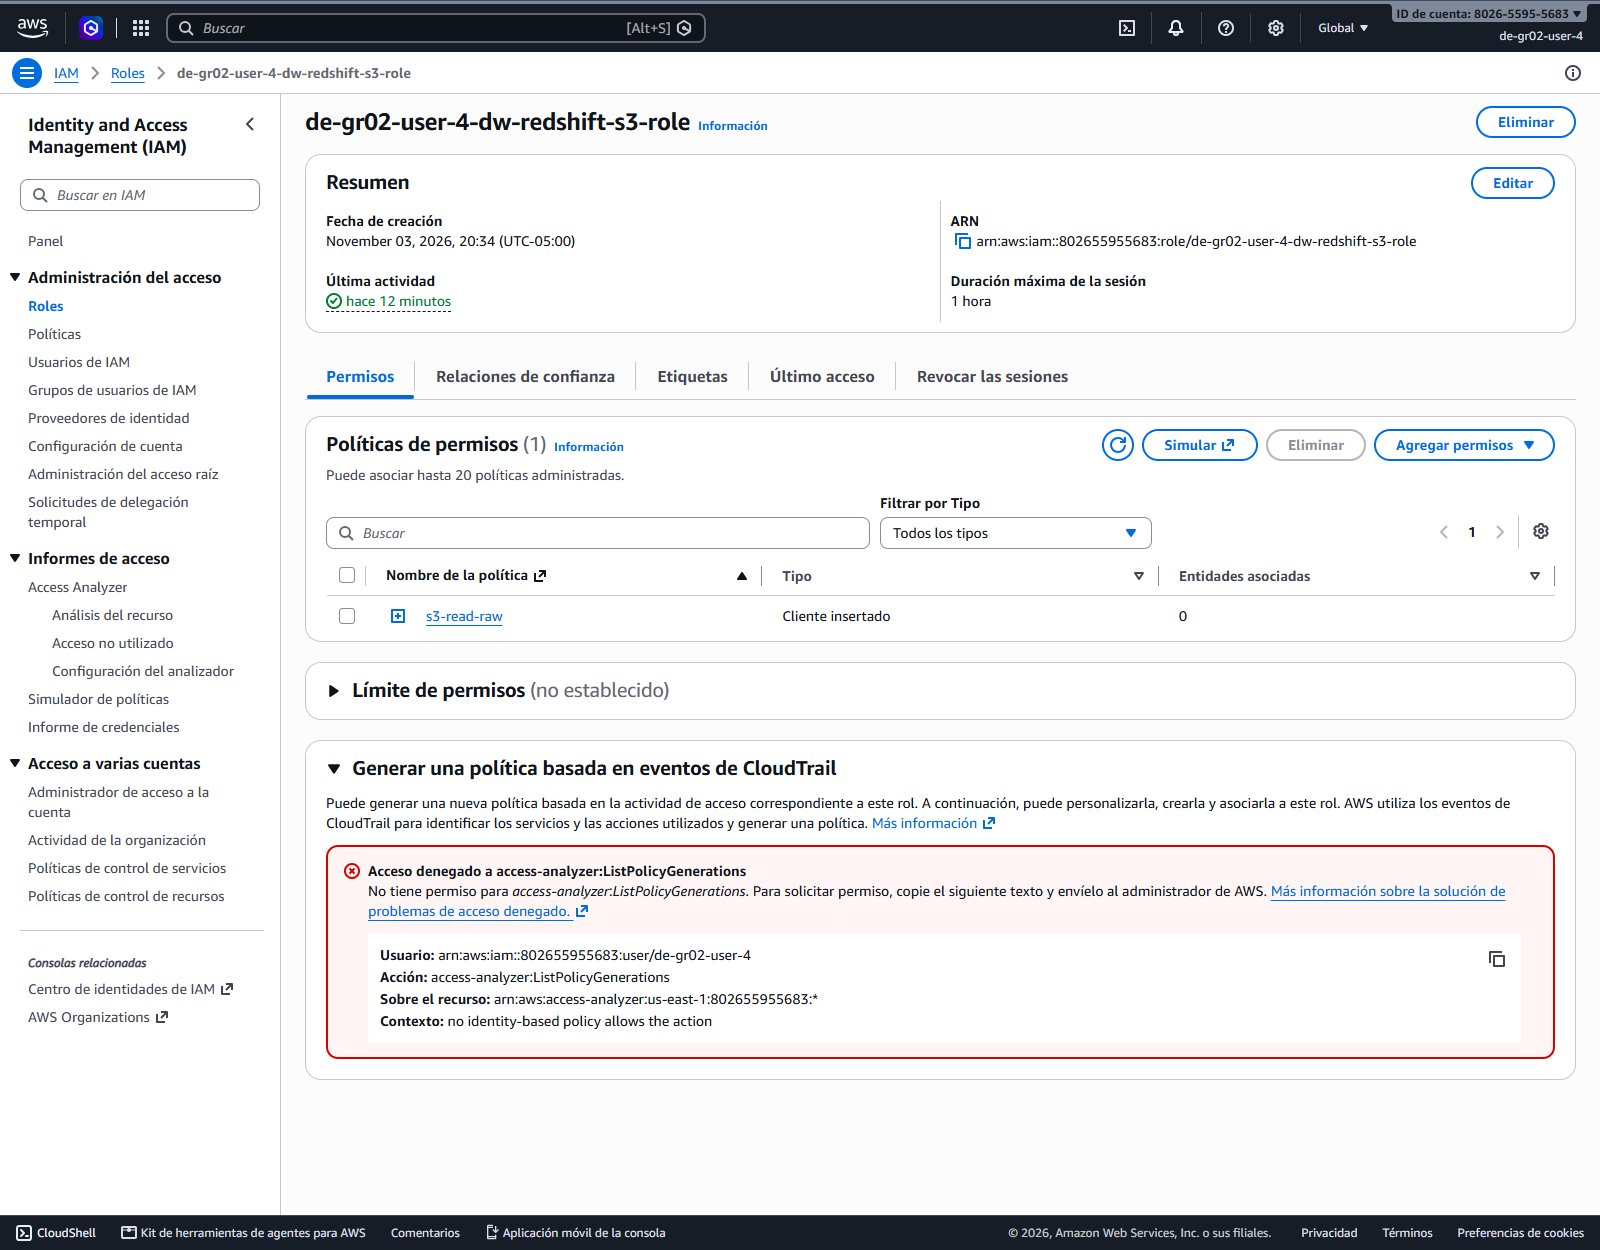 aws
Buscar
[Alt+S]
Global
ID de cuenta: 8026-5595-5683
de-gr02-user-4
IAM
Roles
de-gr02-user-4-dw-redshift-s3-role
Identity and Access
Management (IAM)
Buscar en IAM
Panel
Administración del acceso
Roles
Políticas
Usuarios de IAM
Grupos de usuarios de IAM
Proveedores de identidad
Configuración de cuenta
Administración del acceso raíz
Solicitudes de delegación
temporal
Informes de acceso
Access Analyzer
Análisis del recurso
Acceso no utilizado
Configuración del analizador
Simulador de políticas
Informe de credenciales
Acceso a varias cuentas
Administrador de acceso a la
cuenta
Actividad de la organización
Políticas de control de servicios
Políticas de control de recursos
Consolas relacionadas
Centro de identidades de IAM
AWS Organizations
de-gr02-user-4-dw-redshift-s3-role Información
Eliminar
Resumen
Editar
Fecha de creación
November 03, 2026, 20:34 (UTC-05:00)
ARN
arn:aws:iam::802655955683:role/de-gr02-user-4-dw-redshift-s3-role
Última actividad
hace 12 minutos
Duración máxima de la sesión
1 hora
Permisos
Relaciones de confianza
Etiquetas
Último acceso
Revocar las sesiones
Políticas de permisos (1) Información
Simular
Eliminar
Agregar permisos
Puede asociar hasta 20 políticas administradas.
Filtrar por Tipo
Buscar
Todos los tipos
1
Nombre de la política
Tipo
Entidades asociadas
s3-read-raw
Cliente insertado
0
Límite de permisos (no establecido)
Generar una política basada en eventos de CloudTrail
Puede generar una nueva política basada en la actividad de acceso correspondiente a este rol. A continuación, puede personalizarla, crearla y asociarla a este rol. AWS utiliza los eventos de
CloudTrail para identificar los servicios y las acciones utilizados y generar una política. Más información
Acceso denegado a access-analyzer:ListPolicyGenerations
No tiene permiso para access-analyzer:ListPolicyGenerations. Para solicitar permiso, copie el siguiente texto y envíelo al administrador de AWS. Más información sobre la solución de
problemas de acceso denegado.
Usuario: arn:aws:iam::802655955683:user/de-gr02-user-4
Acción: access-analyzer:ListPolicyGenerations
Sobre el recurso: arn:aws:access-analyzer:us-east-1:802655955683:*
Contexto: no identity-based policy allows the action
CloudShell
Kit de herramientas de agentes para AWS
Comentarios
Aplicación móvil de la consola
© 2026, Amazon Web Services, Inc. o sus filiales.
Privacidad
Términos
Preferencias de cookies